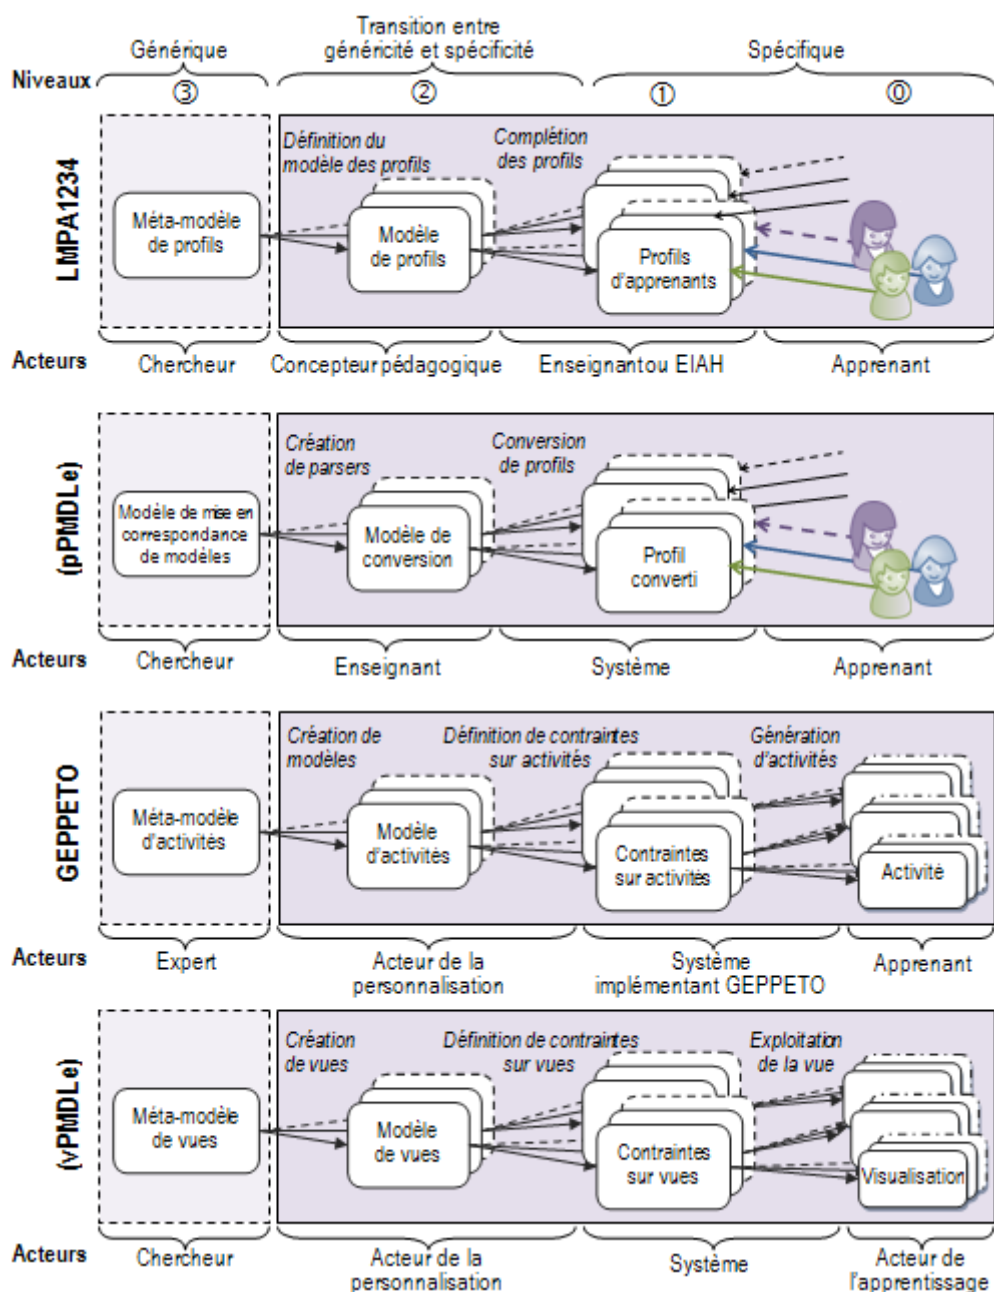 Transition entre
Générique
généricité et spécificité
Spécifique
Niveaux
③
②
①
⓪
LMPA1234
Définition du
modèle des profils
Complétion
des profils
Méta-modèle
de profils
Modèle
de profils
Profils
d'apprenants
Acteurs
Chercheur
Concepteur pédagogique
Enseignantou EIAH
Apprenant
(pPMDLe)
Création
de parsers
Conversion
de profils
Modèle de mise en
correspondance
de modèles
Modèle de
conversion
Profil
converti
Acteurs
Chercheur
Enseignant
Système
Apprenant
GEPPETO
Création de
modèles
Définition de contraintes
sur activités
Génération
d'activités
Méta-modèle
d'activités
Modèle
d'activités
Contraintes
sur activités
Activité
Acteurs
Expert
Acteur de la
personnalisation
Système
implémentant GEPPETO
Apprenant
(vPMDLe)
Création
de vues
Définition de contraintes
sur vues
Exploitation
de la vue
Méta-modèle
de vues
Modèle
de vues
Contraintes
sur vues
Visualisation
Acteurs
Chercheur
Acteur de la
personnalisation
Système
Acteur de
l'apprentissage